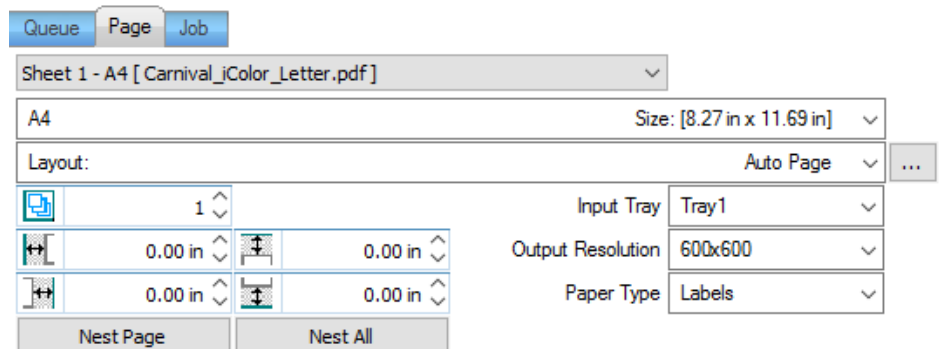 Queue Page Job
Sheet 1 - A4 [ Carnival_iColor_Letter.pdf ]
A4 Size: [8.27 in x 11.69 in]
Layout: Auto Page ...
1 Input Tray Tray1
0.00 in 0.00 in Output Resolution 600x600
0.00 in 0.00 in Paper Type Labels
Nest Page Nest All